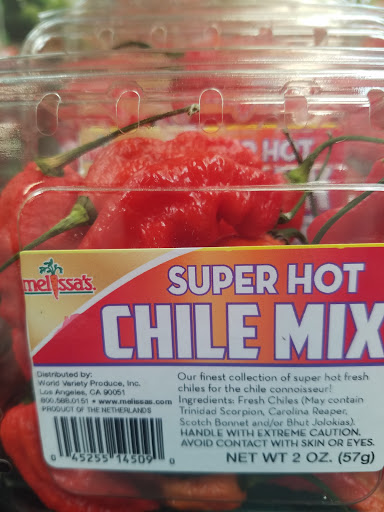 R HOT
melissa's.
SUPER HOT
CHILE MIX
Distributed by:
World Variety Produce, Inc.
Los Angeles, CA 90051
800.588.0151 • www.melissas.com
PRODUCT OF THE NETHERLANDS
Our finest collection of super hot fresh
chiles for the chile connoisseur!
Ingredients: Fresh Chiles (May contain
Trinidad Scorpion, Carolina Reaper,
Scotch Bonnet and/or Bhut Jolokias).
HANDLE WITH EXTREME CAUTION.
AVOID CONTACT WITH SKIN OR EYES.
NET WT 2 OZ. (57g)
0 45255 14509 0